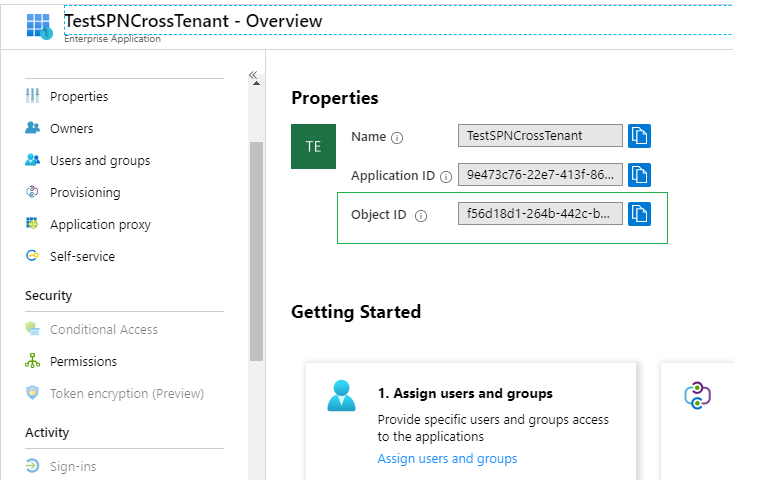 TestSPNCrossTenant - Overview
Enterprise Application
«
Properties
Owners
Users and groups
Provisioning
Application proxy
Self-service
Security
Conditional Access
Permissions
Token encryption (Preview)
Activity
Sign-ins
Properties
TE
Name
TestSPNCrossTenant
Application ID
9e473c76-22e7-413f-86...
Object ID
f56d18d1-264b-442c-b...
Getting Started
1. Assign users and groups
Provide specific users and groups access
to the applications
Assign users and groups